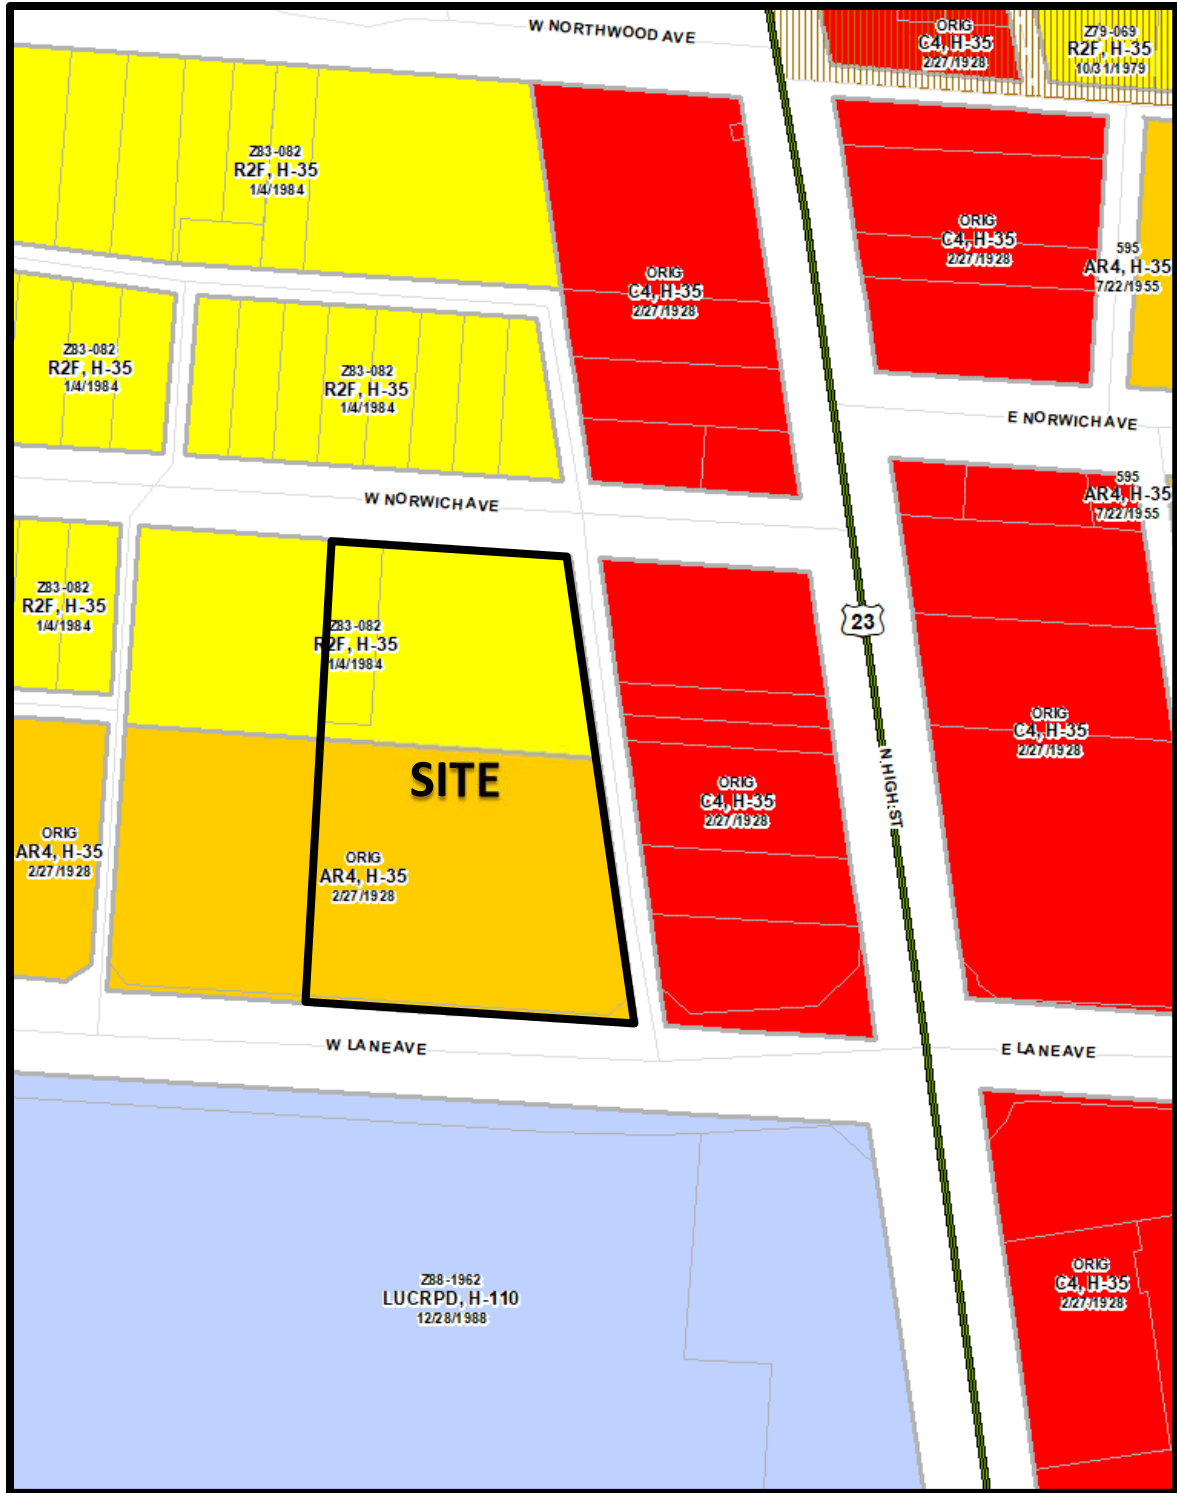 W NORTHWOOD AVE
ORIG
C4, H-35
2/27/1928
Z79-069
R2F, H-35
10/31/1979
Z83-082
R2F, H-35
1/4/1984
ORIG
C4, H-35
2/27/1928
ORIG
C4, H-35
2/27/1928
595
AR4, H-35
7/22/1955
Z83-082
R2F, H-35
1/4/1984
Z83-082
R2F, H-35
1/4/1984
E NORWICH AVE
W NORWICH AVE
595
AR4, H-35
7/22/1955
Z83-082
R2F, H-35
1/4/1984
Z83-082
R2F, H-35
1/4/1984
23
SITE
ORIG
C4, H-35
2/27/1928
N HIGH ST
ORIG
C4, H-35
2/27/1928
ORIG
AR4, H-35
2/27/1928
ORIG
AR4, H-35
2/27/1928
W LANE AVE
E LANE AVE
Z88-1962
LUCRPD, H-110
12/28/1988
ORIG
C4, H-35
2/27/1928